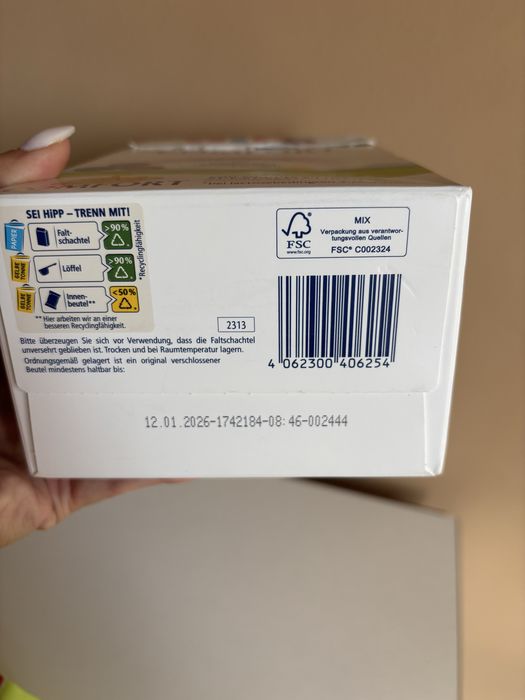 MFORT
SEI HiPP – TRENN MIT!
PAPIER
Falt-
schachtel
>90%
GELBE TONNE
Löffel
>90%
GELBE TONNE
Innen-
beutel**
<50%
*Recyclingfähigkeit
** Hier arbeiten wir an einer
besseren Recyclingfähigkeit.
2313
Bitte überzeugen Sie sich vor Verwendung, dass die Faltschachtel
unversehrt geblieben ist. Trocken und bei Raumtemperatur lagern.
Ordnungsgemäß gelagert ist ein original verschlossener
Beutel mindestens haltbar bis:
FSC
www.fsc.org
MIX
Verpackung aus verantwor-
tungsvollen Quellen
FSC® C002324
4 062300 406254
12.01.2026-1742184-08:46-002444